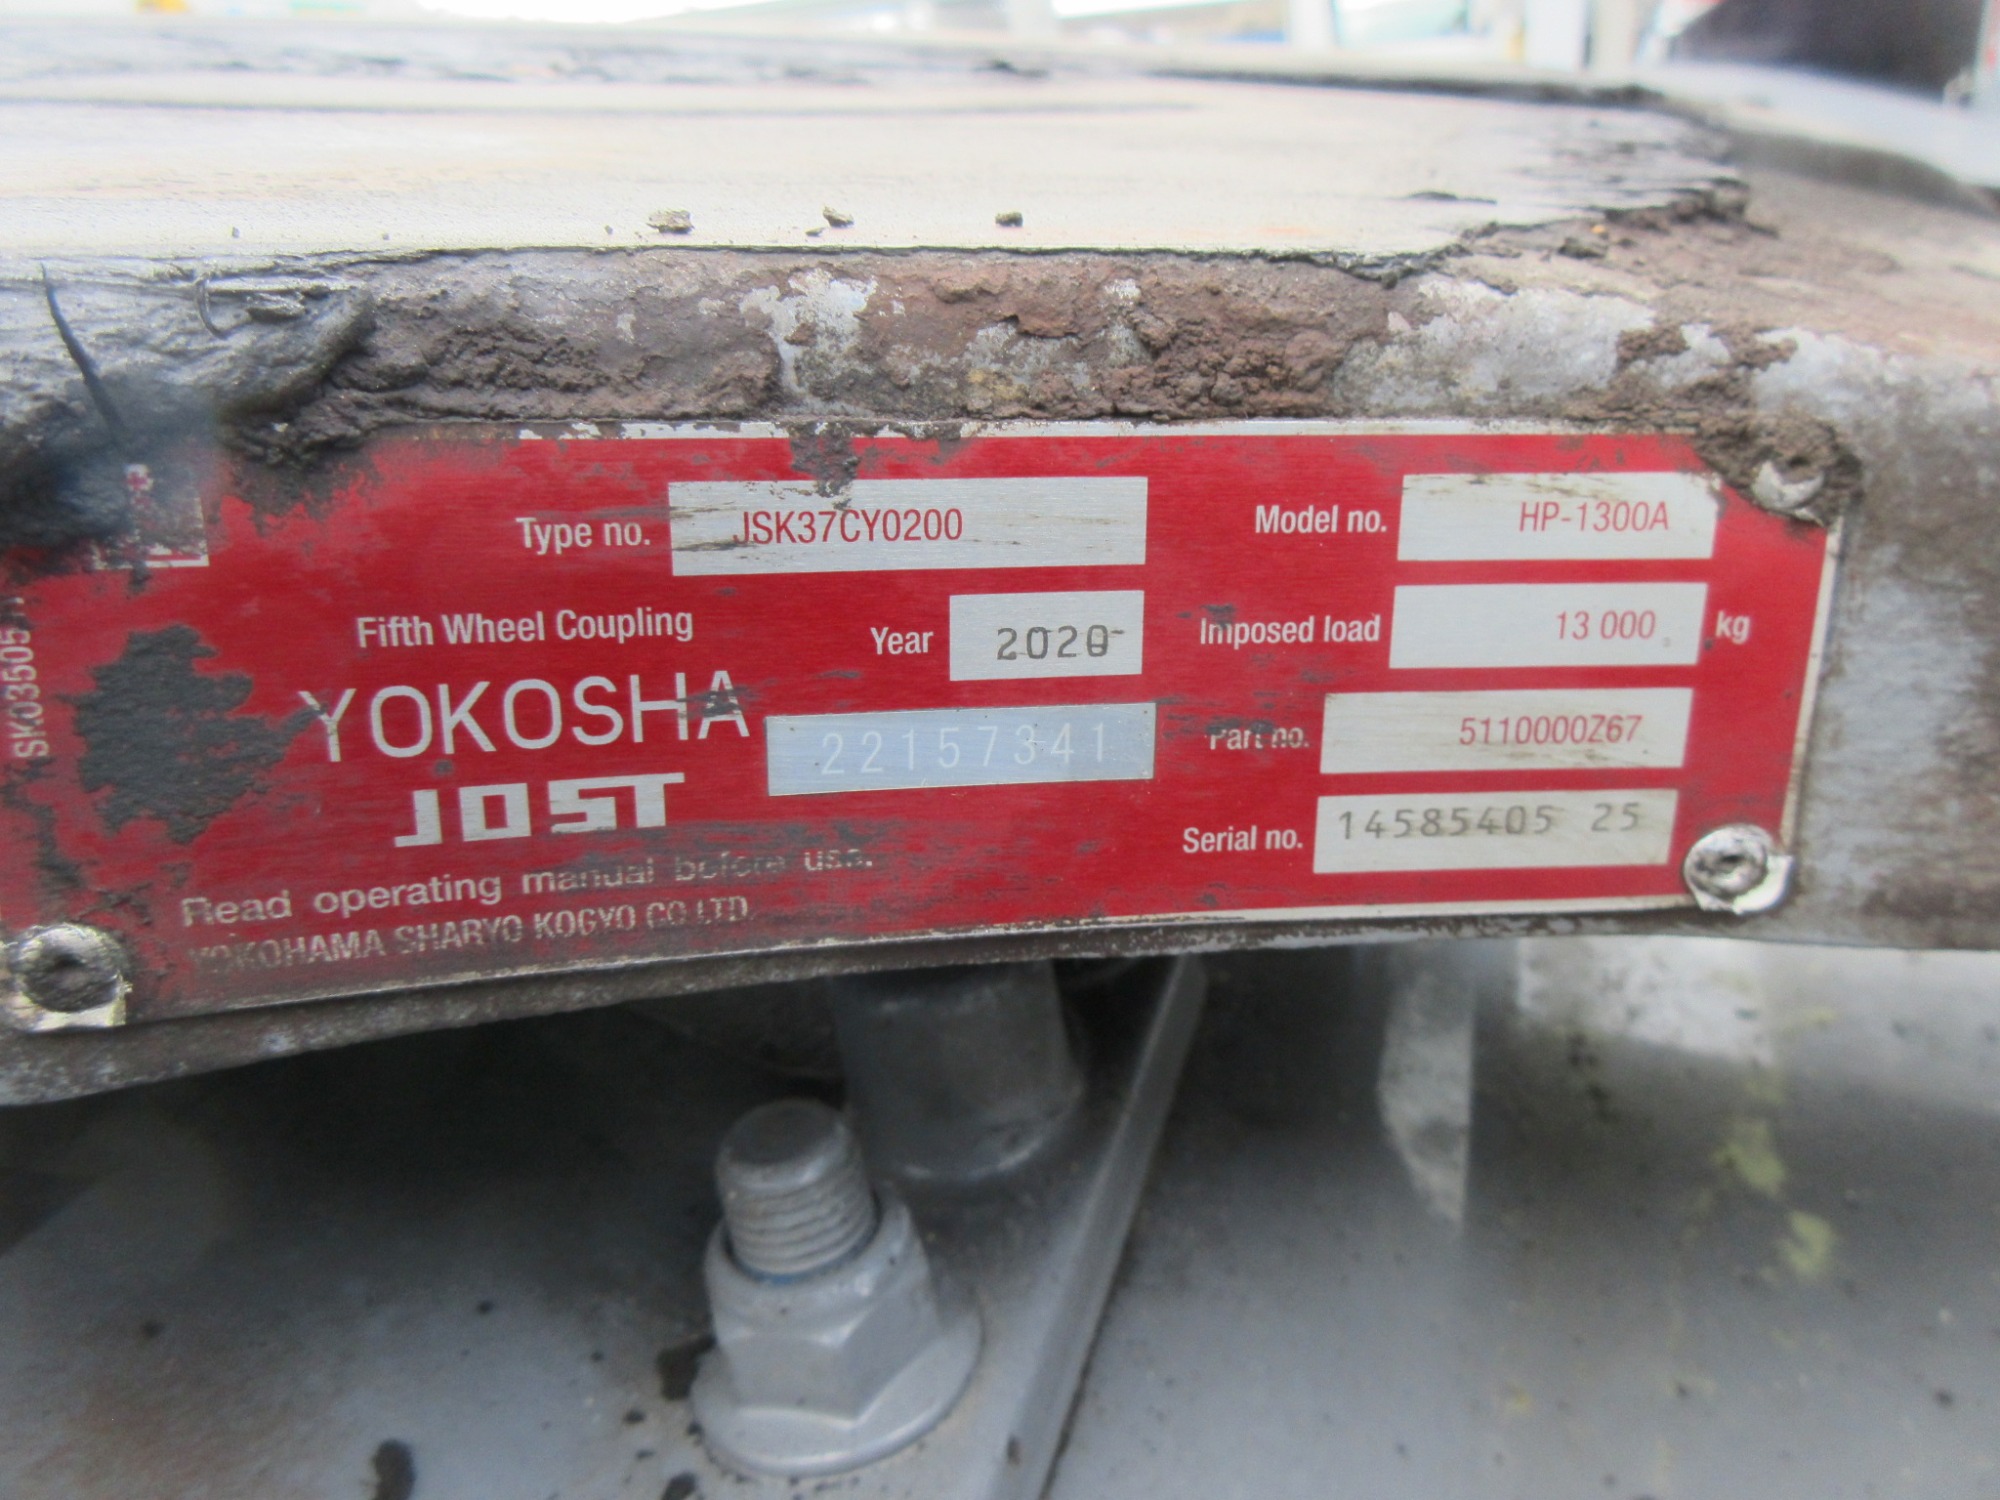 Type no. JSK37CY0200
Model no. HP-1300A
Fifth Wheel Coupling
Year 2020
Imposed load 13 000 kg
YOKOSHA
22157341
Part no. 5110000Z67
JOST
Serial no. 14585405 25
Read operating manual before use.
YOKOHAMA SHARYO KOGYO CO.LTD.